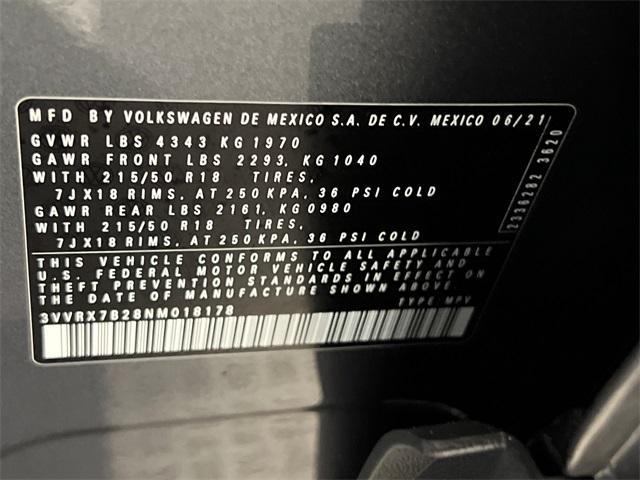 MFD BY VOLKSWAGEN DE MEXICO S.A. DE C.V. MEXICO 06/21
GVWR LBS 4343 KG 1970
GAWR FRONT LBS 2293, KG 1040
WITH 215/50 R18 TIRES,
7JX18 RIMS, AT 250 KPA, 36 PSI COLD
GAWR REAR LBS 2161, KG 0980
WITH 215/50 R18 TIRES,
7JX18 RIMS, AT 250 KPA, 36 PSI COLD
THIS VEHICLE CONFORMS TO ALL APPLICABLE
U.S. FEDERAL MOTOR VEHICLE SAFETY AND
THEFT PREVENTION STANDARDS IN EFFECT ON
THE DATE OF MANUFACTURE SHOWN ABOVE
3VVRX7B28NM018178 TYPE MPV
2336282 3620